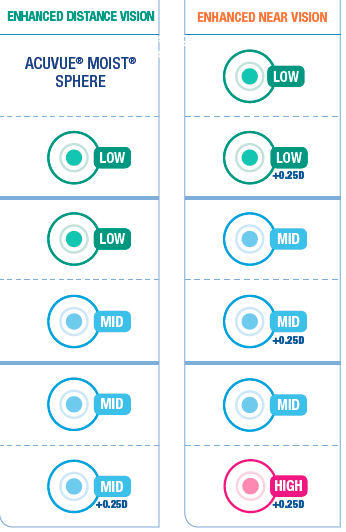 ENHANCED DISTANCE VISION
ENHANCED NEAR VISION
ACUVUE® MOIST®
SPHERE
LOW
LOW
LOW
+0.25D
LOW
MID
MID
MID
+0.25D
MID
MID
MID
+0.25D
HIGH
+0.25D